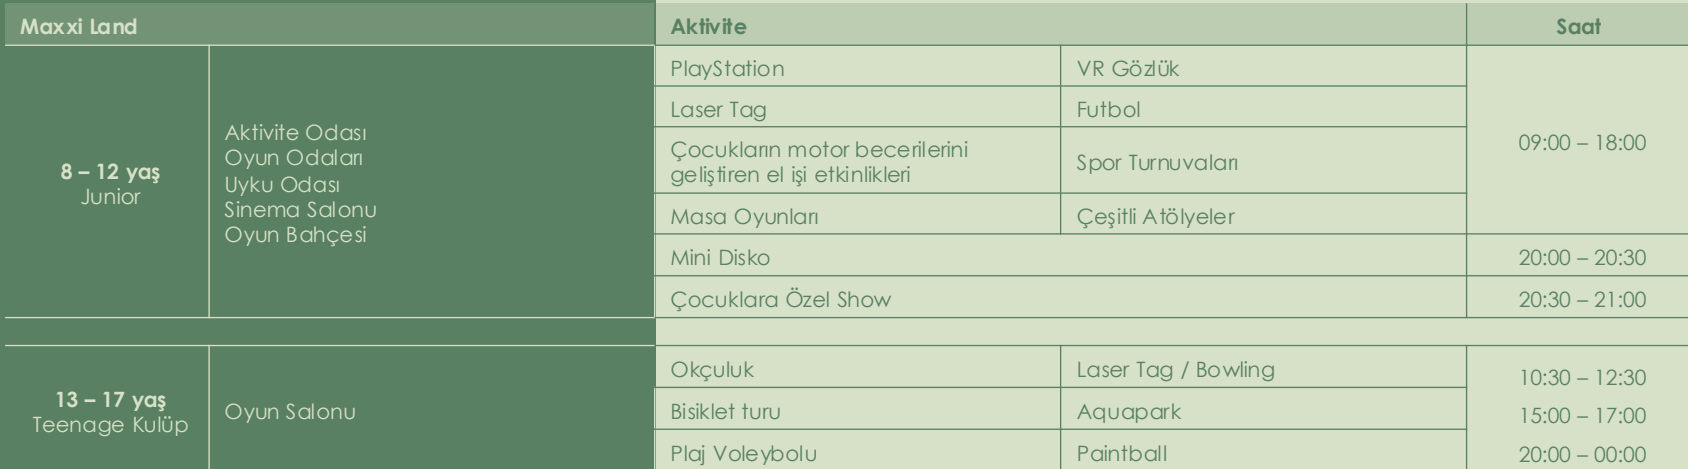 Maxxi Land
Aktivite
Saat
8 – 12 yaş
Junior
Aktivite Odası
Oyun Odaları
Uyku Odası
Sinema Salonu
Oyun Bahçesi
PlayStation
VR Gözlük
Laser Tag
Futbol
Çocukların motor becerilerini
geliştiren el işi etkinlikleri
Spor Turnuvaları
Masa Oyunları
Çeşitli Atölyeler
09:00 – 18:00
Mini Disko
20:00 – 20:30
Çocuklara Özel Show
20:30 – 21:00
13 – 17 yaş
Teenage Kulüp
Oyun Salonu
Okçuluk
Laser Tag / Bowling
10:30 – 12:30
Bisiklet turu
Aquapark
15:00 – 17:00
Plaj Voleybolu
Paintball
20:00 – 00:00